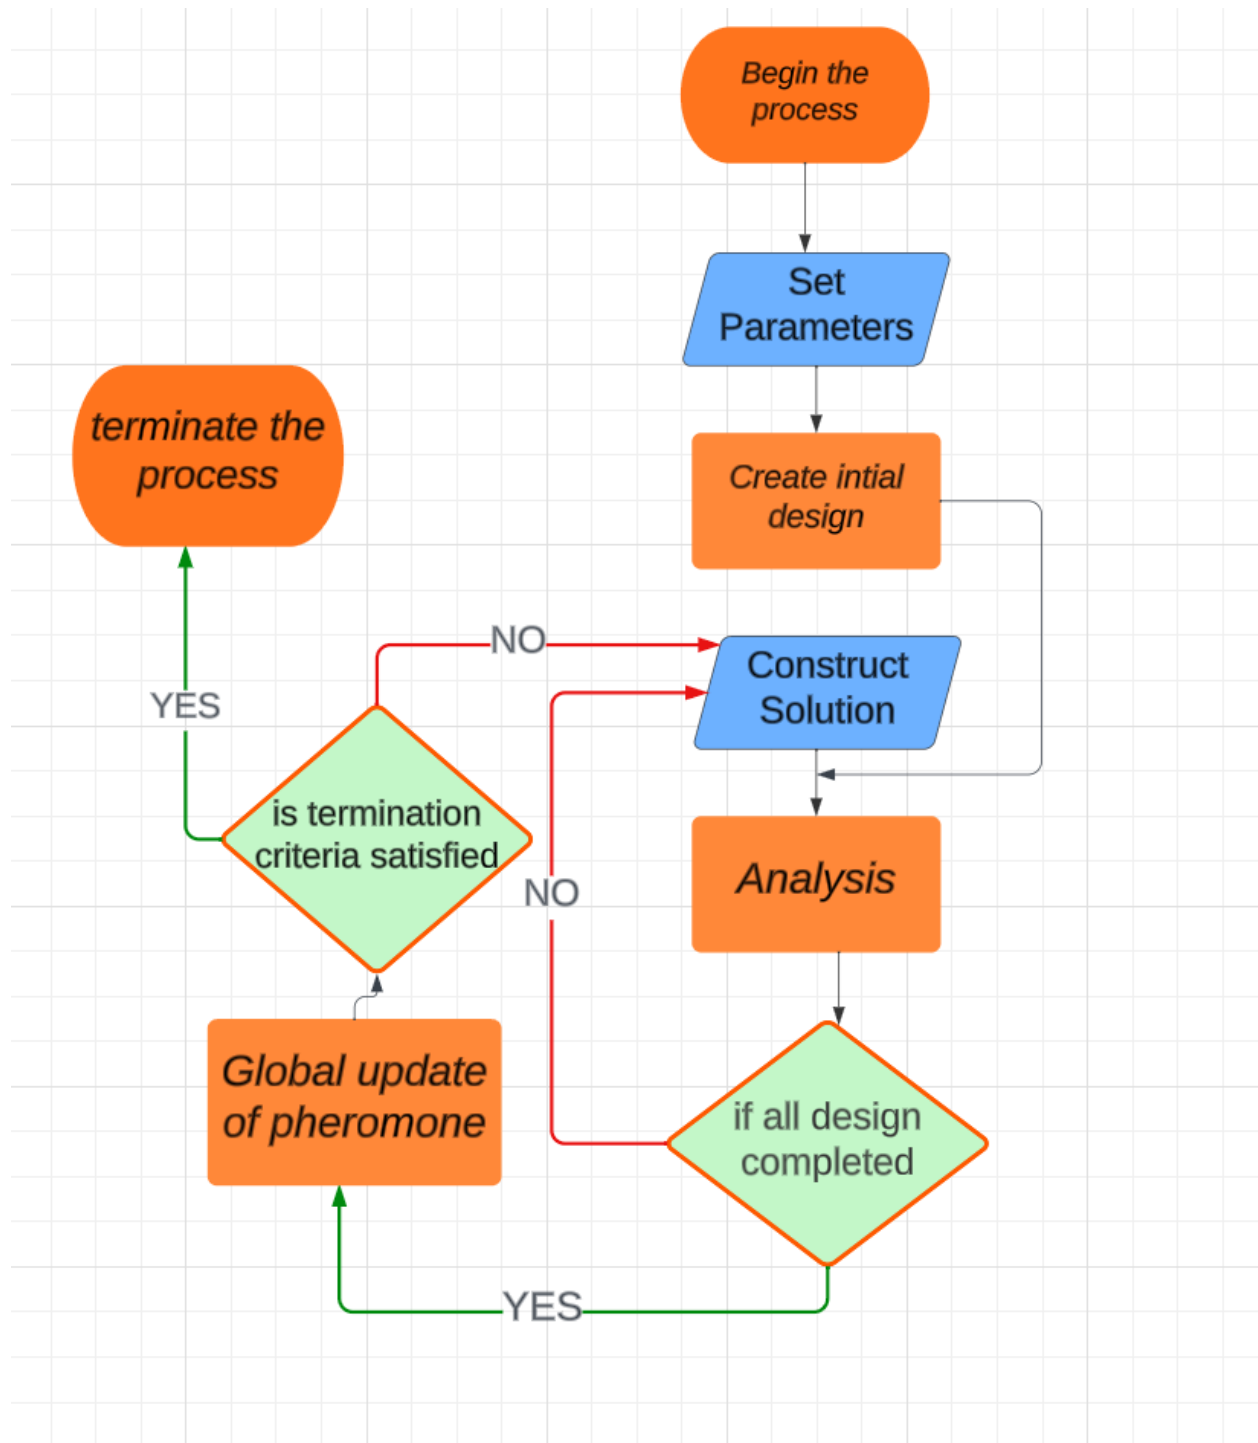 Begin the
process
Set
Parameters
Create intial
design
terminate the
process
NO
Construct
Solution
YES
is termination
criteria satisfied
NO
Analysis
Global update
of pheromone
if all design
completed
YES